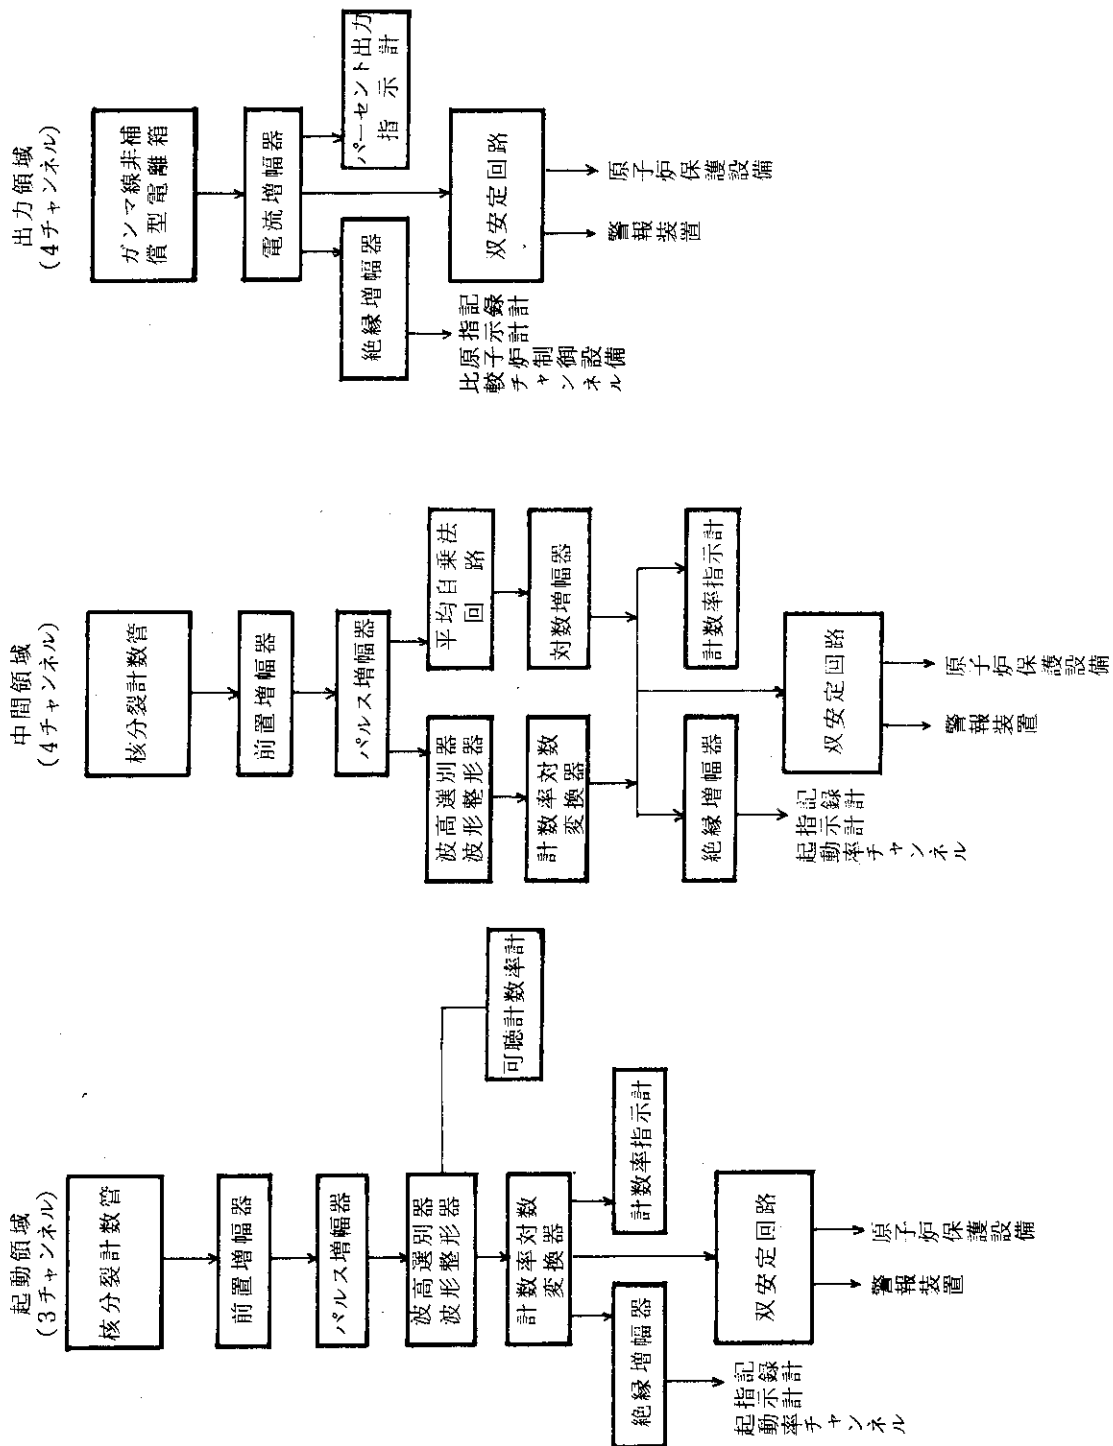 起動領域
(3チャンネル)
核分裂計数管
前置増幅器
パルス増幅器
波高選別器
波形整形器
可聴計数率計
計数率対数
変換器
絶縁増幅器
計数率指示計
記録計
指示計
起動率チャンネル
双安定回路
警報装置
原子炉保護設備
中間領域
(4チャンネル)
核分裂計数管
前置増幅器
パルス増幅器
波高選別器
波形整形器
平均自乗法
回路
計数率対数
変換器
対数増幅器
絶縁増幅器
計数率指示計
記録計
指示計
起動率チャンネル
双安定回路
警報装置
原子炉保護設備
出力領域
(4チャンネル)
ガンマ線非補
償型電離箱
電流増幅器
絶縁増幅器
パーセント出力
指示計
記録計
指示計
原子炉制御設備
比較チャンネル
双安定回路
警報装置
原子炉保護設備